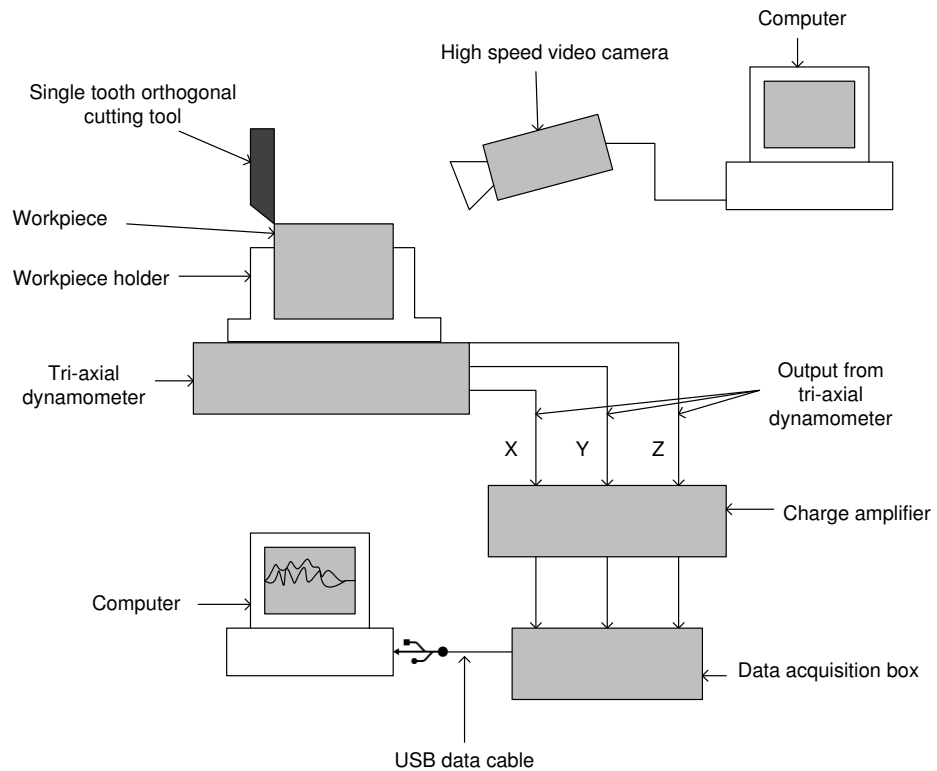 Computer
High speed video camera
Single tooth orthogonal
cutting tool
Workpiece
Workpiece holder
Tri-axial
dynamometer
Output from
tri-axial
dynamometer
X Y Z
Charge amplifier
Computer
Data acquisition box
USB data cable